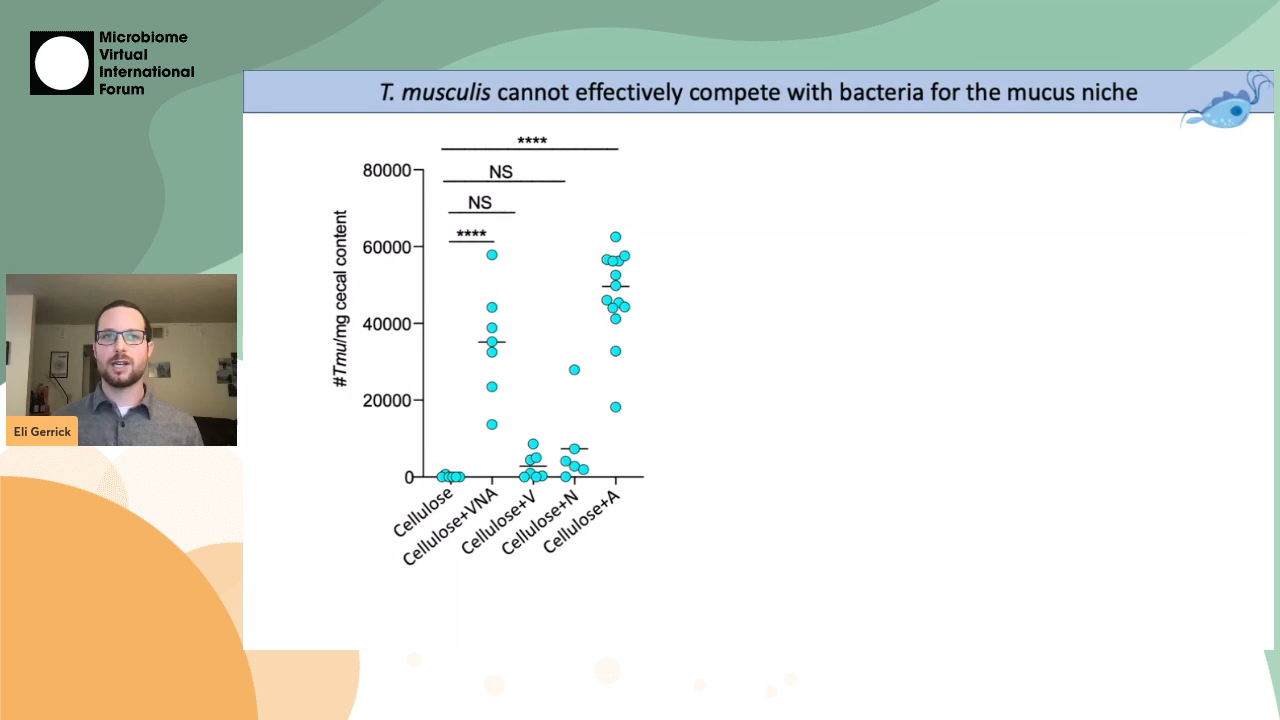 Microbiome
Virtual
International
Forum
T. musculis cannot effectively compete with bacteria for the mucus niche
****
NS
NS
****
80000
60000
40000
20000
0
#Tmu/mg cecal content
Cellulose
Cellulose+VNA
Cellulose+V
Cellulose+N
Cellulose+A
Eli Gerrick